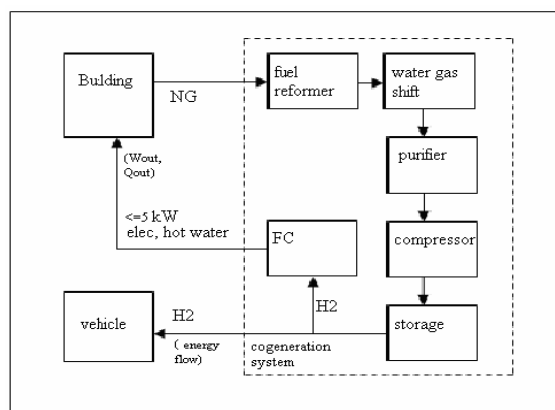 Bulding
NG
fuel
reformer
water gas
shift
purifier
compressor
storage
(Wout,
Qout)
<=5 kW
elec, hot water
FC
H2
vehicle
H2
( energy
flow)
cogeneration
system